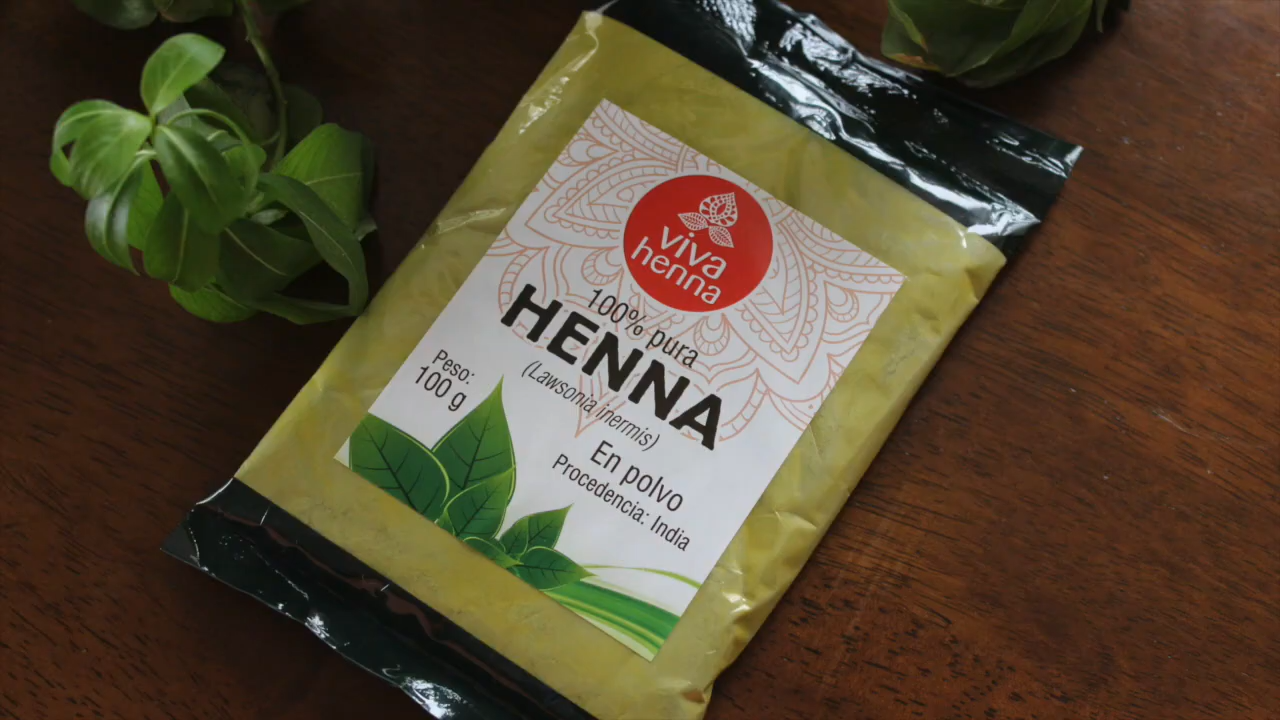 viva
henna
100% pura
HENNA
(Lawsonia inermis)
Peso:
100 g
En polvo
Procedencia: India